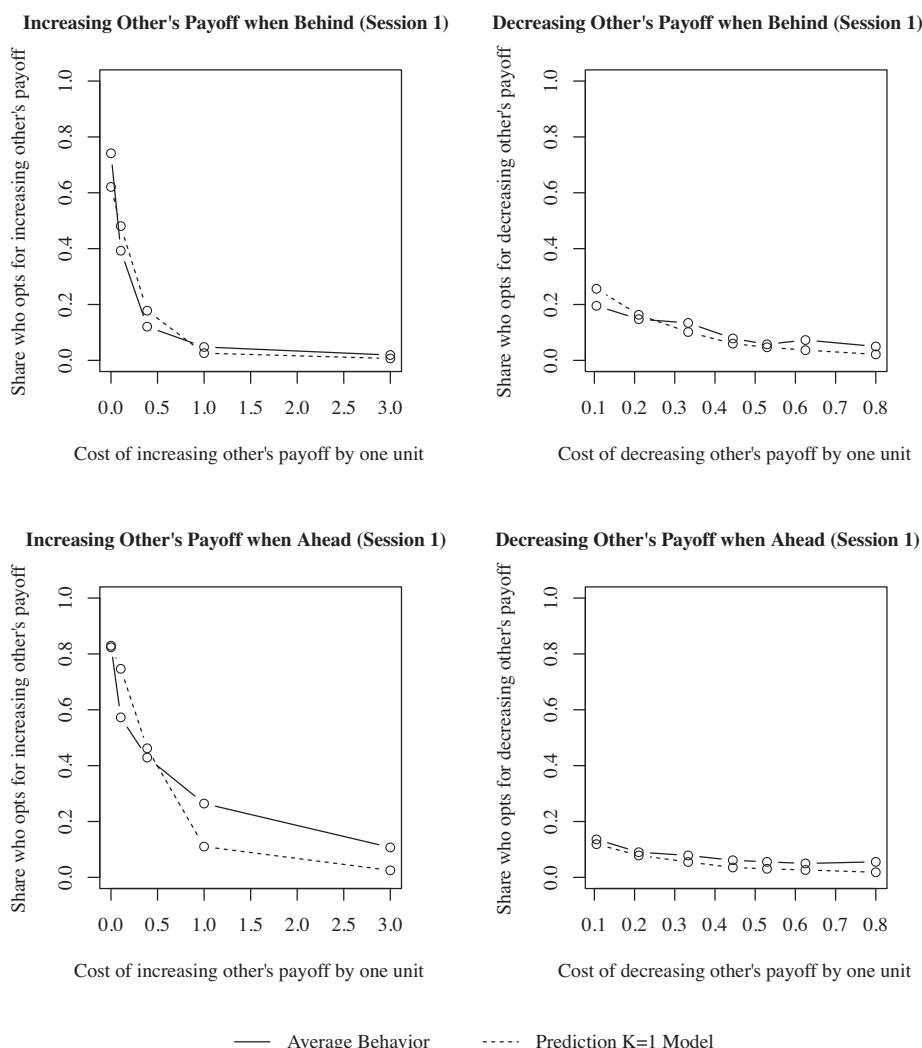 Increasing Other's Payoff when Behind (Session 1)
Share who opts for increasing other's payoff
1.0
0.8
0.6
0.4
0.2
0.0
0.0 0.5 1.0 1.5 2.0 2.5 3.0
Cost of increasing other's payoff by one unit
Decreasing Other's Payoff when Behind (Session 1)
Share who opts for decreasing other's payoff
1.0
0.8
0.6
0.4
0.2
0.0
0.1 0.2 0.3 0.4 0.5 0.6 0.7 0.8
Cost of decreasing other's payoff by one unit
Increasing Other's Payoff when Ahead (Session 1)
Share who opts for increasing other's payoff
1.0
0.8
0.6
0.4
0.2
0.0
0.0 0.5 1.0 1.5 2.0 2.5 3.0
Cost of increasing other's payoff by one unit
Decreasing Other's Payoff when Ahead (Session 1)
Share who opts for decreasing other's payoff
1.0
0.8
0.6
0.4
0.2
0.0
0.1 0.2 0.3 0.4 0.5 0.6 0.7 0.8
Cost of decreasing other's payoff by one unit
Average Behavior Prediction K=1 Model